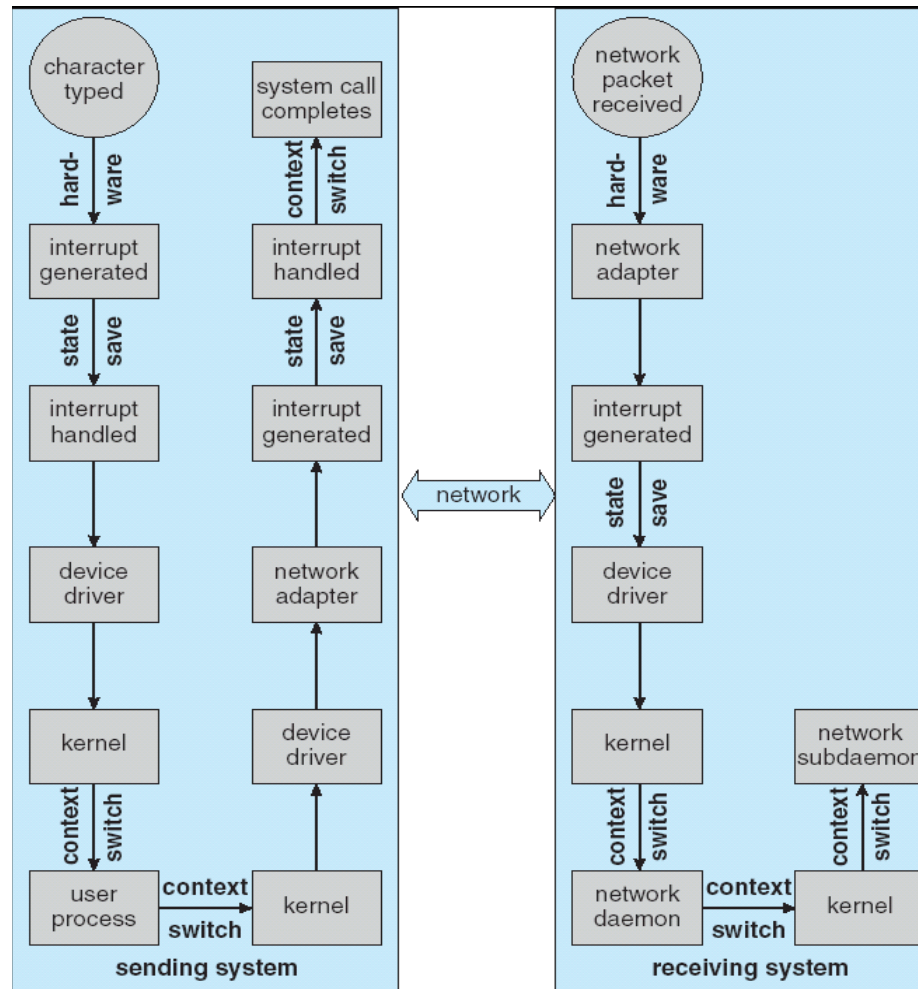 character
typed
hard-
ware
interrupt
generated
state
save
interrupt
handled
device
driver
kernel
context
switch
user
process
context
switch
kernel
device
driver
network
adapter
interrupt
generated
state
save
interrupt
handled
context
switch
system call
completes
sending system
network
network
packet
received
hard-
ware
network
adapter
interrupt
generated
state
save
device
driver
kernel
context
switch
network
daemon
context
switch
kernel
context
switch
network
subdaemon
receiving system